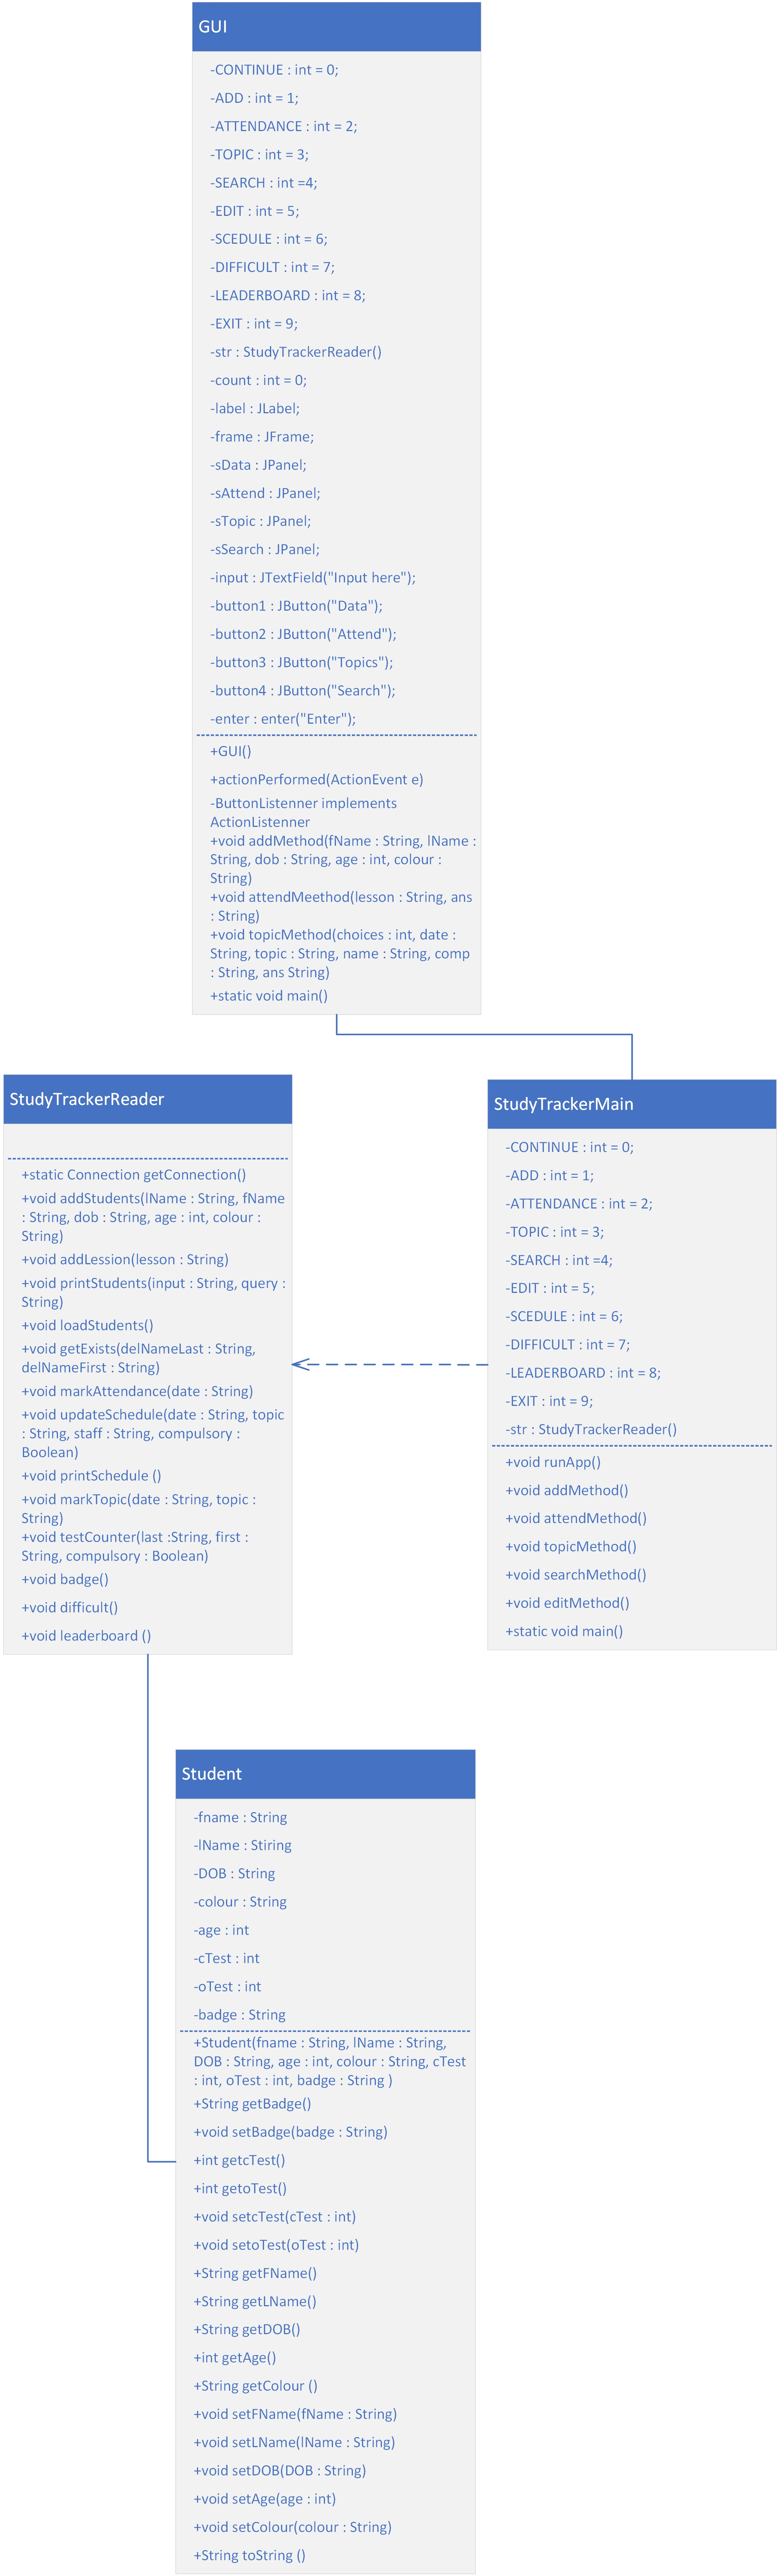 GUI
-CONTINUE : int = 0;
-ADD : int = 1;
-ATTENDANCE : int = 2;
-TOPIC : int = 3;
-SEARCH : int =4;
-EDIT : int = 5;
-SCEDULE : int = 6;
-DIFFICULT : int = 7;
-LEADERBOARD : int = 8;
-EXIT : int = 9;
-str : StudyTrackerReader()
-count : int = 0;
-label : JLabel;
-frame : JFrame;
-sData : JPanel;
-sAttend : JPanel;
-sTopic : JPanel;
-sSearch : JPanel;
-input : JTextField("Input here");
-button1 : JButton("Data");
-button2 : JButton("Attend");
-button3 : JButton("Topics");
-button4 : JButton("Search");
-enter : enter("Enter");
+GUI()
+actionPerformed(ActionEvent e)
-ButtonListenner implements
ActionListenner
+void addMethod(fName : String, lName :
String, dob : String, age : int, colour :
String)
+void attendMeethod(lesson : String, ans
: String)
+void topicMethod(choices : int, date :
String, topic : String, name : String, comp
: String, ans String)
+static void main()
StudyTrackerReader
+static Connection getConnection()
+void addStudents(lName : String, fName
: String, dob : String, age : int, colour :
String)
+void addLession(lesson : String)
+void printStudents(input : String, query :
String)
+void loadStudents()
+void getExists(delNameLast : String,
delNameFirst : String)
+void markAttendance(date : String)
+void updateSchedule(date : String, topic
: String, staff : String, compulsory :
Boolean)
+void printSchedule ()
+void markTopic(date : String, topic :
String)
+void testCounter(last :String, first :
String, compulsory : Boolean)
+void badge()
+void difficult()
+void leaderboard ()
StudyTrackerMain
-CONTINUE : int = 0;
-ADD : int = 1;
-ATTENDANCE : int = 2;
-TOPIC : int = 3;
-SEARCH : int =4;
-EDIT : int = 5;
-SCEDULE : int = 6;
-DIFFICULT : int = 7;
-LEADERBOARD : int = 8;
-EXIT : int = 9;
-str : StudyTrackerReader()
+void runApp()
+void addMethod()
+void attendMethod()
+void topicMethod()
+void searchMethod()
+void editMethod()
+static void main()
Student
-fname : String
-lName : Stiring
-DOB : String
-colour : String
-age : int
-cTest : int
-oTest : int
-badge : String
+Student(fname : String, lName : String,
DOB : String, age : int, colour : String, cTest
: int, oTest : int, badge : String )
+String getBadge()
+void setBadge(badge : String)
+int getcTest()
+int getoTest()
+void setcTest(cTest : int)
+void setoTest(oTest : int)
+String getFName()
+String getLName()
+String getDOB()
+int getAge()
+String getColour ()
+void setFName(fName : String)
+void setLName(lName : String)
+void setDOB(DOB : String)
+void setAge(age : int)
+void setColour(colour : String)
+String toString ()